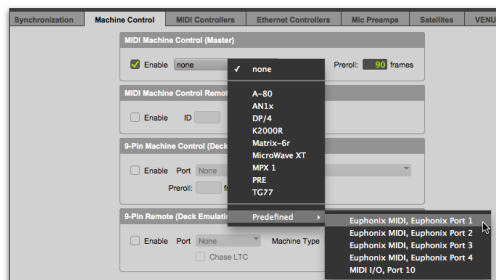 Synchronization Machine Control MIDI Controllers Ethernet Controllers Mic Preamps Satellites VENU
MIDI Machine Control (Master)
Enable none Preroll: 90 frames
✓ none
MIDI Machine Control Remo
Enable ID
A-80
AN1x
DP/4
K2000R
Matrix-6r
MicroWave XT
MPX 1
PRE
TG77
9-Pin Machine Control (Deck
Enable Port None
Preroll: fr
9-Pin Remote (Deck Emulati
Enable Port None Machine Type
Chase LTC
Predefined
Euphonix MIDI, Euphonix Port 1
Euphonix MIDI, Euphonix Port 2
Euphonix MIDI, Euphonix Port 3
Euphonix MIDI, Euphonix Port 4
MIDI I/O, Port 10